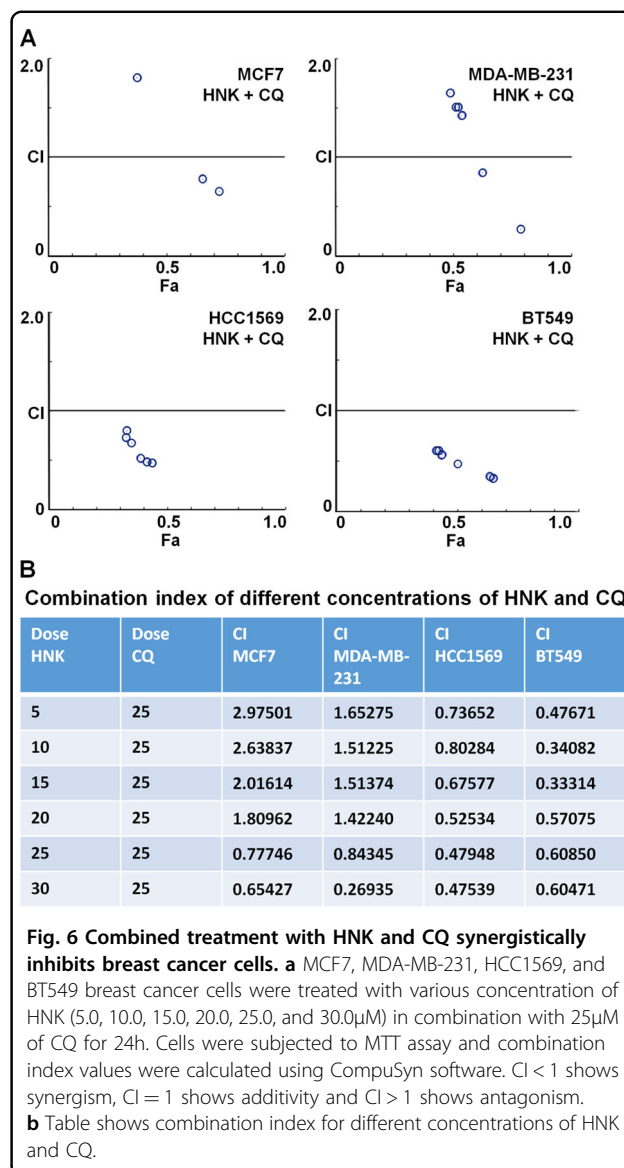 A
2.0
MCF7
HNK + CQ
CI
0
0
0.5
1.0
Fa
MDA-MB-231
HNK + CQ
2.0
CI
0
0
0.5
1.0
Fa
HCC1569
HNK + CQ
2.0
CI
0
0
0.5
1.0
Fa
BT549
HNK + CQ
2.0
CI
0
0
0.5
1.0
Fa
B
Combination index of different concentrations of HNK and CQ
Dose HNK Dose CQ CI MCF7 CI MDA-MB-231 CI HCC1569 CI BT549
5 25 2.97501 1.65275 0.73652 0.47671
10 25 2.63837 1.51225 0.80284 0.34082
15 25 2.01614 1.51374 0.67577 0.33314
20 25 1.80962 1.42240 0.52534 0.57075
25 25 0.77746 0.84345 0.47948 0.60850
30 25 0.65427 0.26935 0.47539 0.60471
Fig. 6 Combined treatment with HNK and CQ synergistically
inhibits breast cancer cells. a MCF7, MDA-MB-231, HCC1569, and
BT549 breast cancer cells were treated with various concentration of
HNK (5.0, 10.0, 15.0, 20.0, 25.0, and 30.0μM) in combination with 25μM
of CQ for 24h. Cells were subjected to MTT assay and combination
index values were calculated using CompuSyn software. CI < 1 shows
synergism, CI = 1 shows additivity and CI > 1 shows antagonism.
b Table shows combination index for different concentrations of HNK
and CQ.